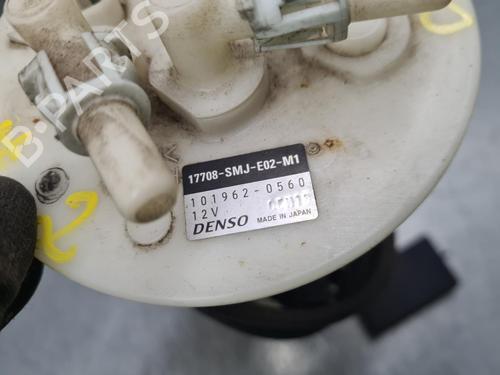 B-PARTS
17708-SMJ-E02-M1
101962-0560
12V
DENSO MADE IN JAPAN